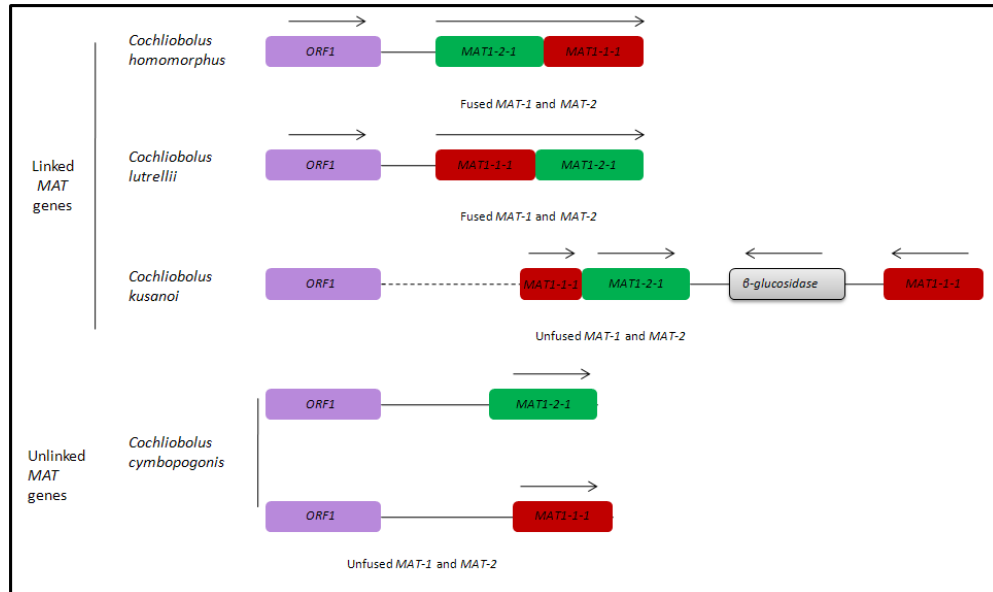 Cochliobolus
homomorphus
ORF1
MAT1-2-1
MAT1-1-1
Fused MAT-1 and MAT-2
Linked
MAT
genes
Cochliobolus
lutrellii
ORF1
MAT1-1-1
MAT1-2-1
Fused MAT-1 and MAT-2
Cochliobolus
kusanoi
ORF1
MAT1-1-1
MAT1-2-1
β-glucosidase
MAT1-1-1
Unfused MAT-1 and MAT-2
Unlinked
MAT
genes
Cochliobolus
cymbopogonis
ORF1
MAT1-2-1
ORF1
MAT1-1-1
Unfused MAT-1 and MAT-2